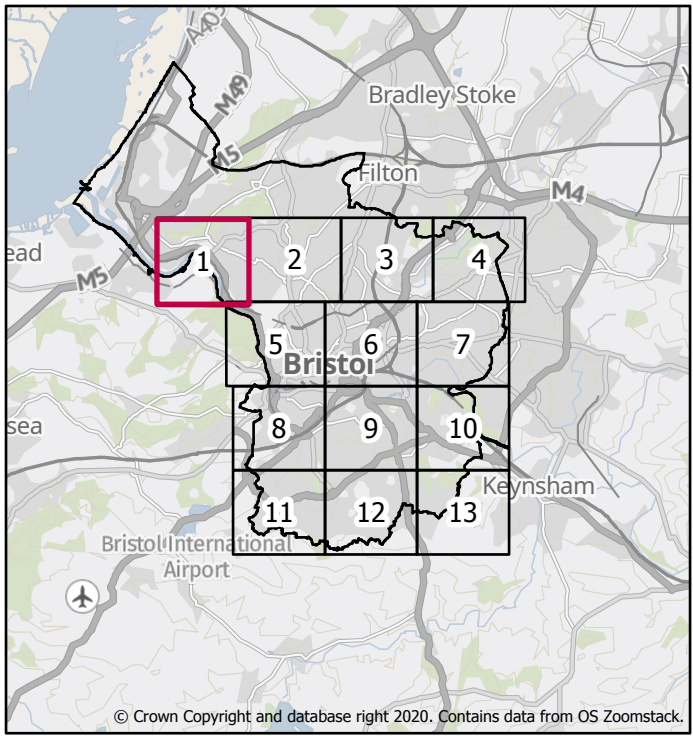 A403
M49
Bradley Stoke
M5
Filton
M4
ead
1
2
3
4
M5
5
6
7
Bristol
sea
8
9
10
Keynsham
11
12
13
Bristol International
Airport
© Crown Copyright and database right 2020. Contains data from OS Zoomstack.